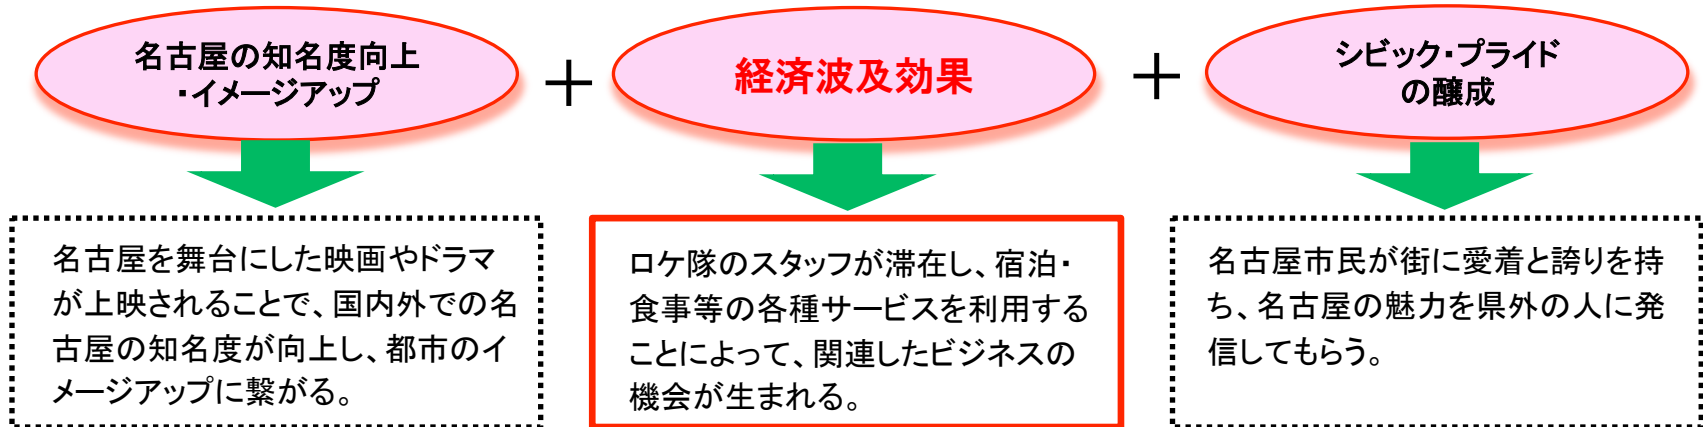 名古屋の知名度向上
・イメージアップ
＋
経済波及効果
＋
シビック・プライド
の醸成
名古屋を舞台にした映画やドラマ
が上映されることで、国内外での名
古屋の知名度が向上し、都市のイ
メージアップに繋がる。
ロケ隊のスタッフが滞在し、宿泊・
食事等の各種サービスを利用する
ことによって、関連したビジネスの
機会が生まれる。
名古屋市民が街に愛着と誇りを持
ち、名古屋の魅力を県外の人に発
信してもらう。